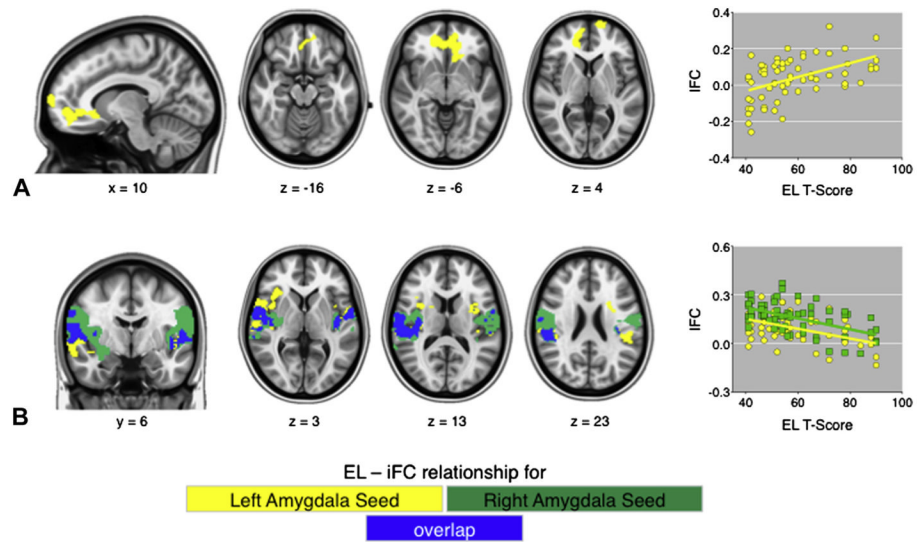 0.4
0.2
0.0
-0.2
-0.4
IFC
40 60 80 100
EL T-Score
A
x = 10
z = -16
z = -6
z = 4
0.6
0.3
0.0
-0.3
IFC
40 60 80 100
EL T-Score
B
y = 6
z = 3
z = 13
z = 23
EL – iFC relationship for
Left Amygdala Seed
Right Amygdala Seed
overlap